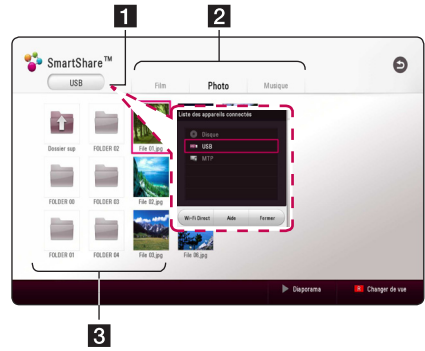 1
2
SmartShare™
USB
Film
Photo
Musique
Liste des appareils connectés
Disque
USB
MTP
Wi-Fi Direct
Aide
Fermer
Dossier sup
FOLDER 02
File 01.jpg
FOLDER 00
FOLDER 03
File 02.jpg
FOLDER 01
FOLDER 04
File 03.jpg
File 06.jpg
Diaporama
R
Changer de vue
3